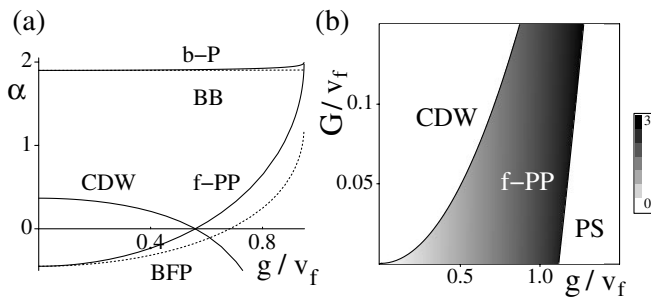 (a)
2
b-P
α
BB
1
CDW
f-PP
0
0.4
0.8
BFP
g / v_f
(b)
G / v_f
0.1
CDW
0.05
f-PP
PS
0.5
1.0
g / v_f
3
0